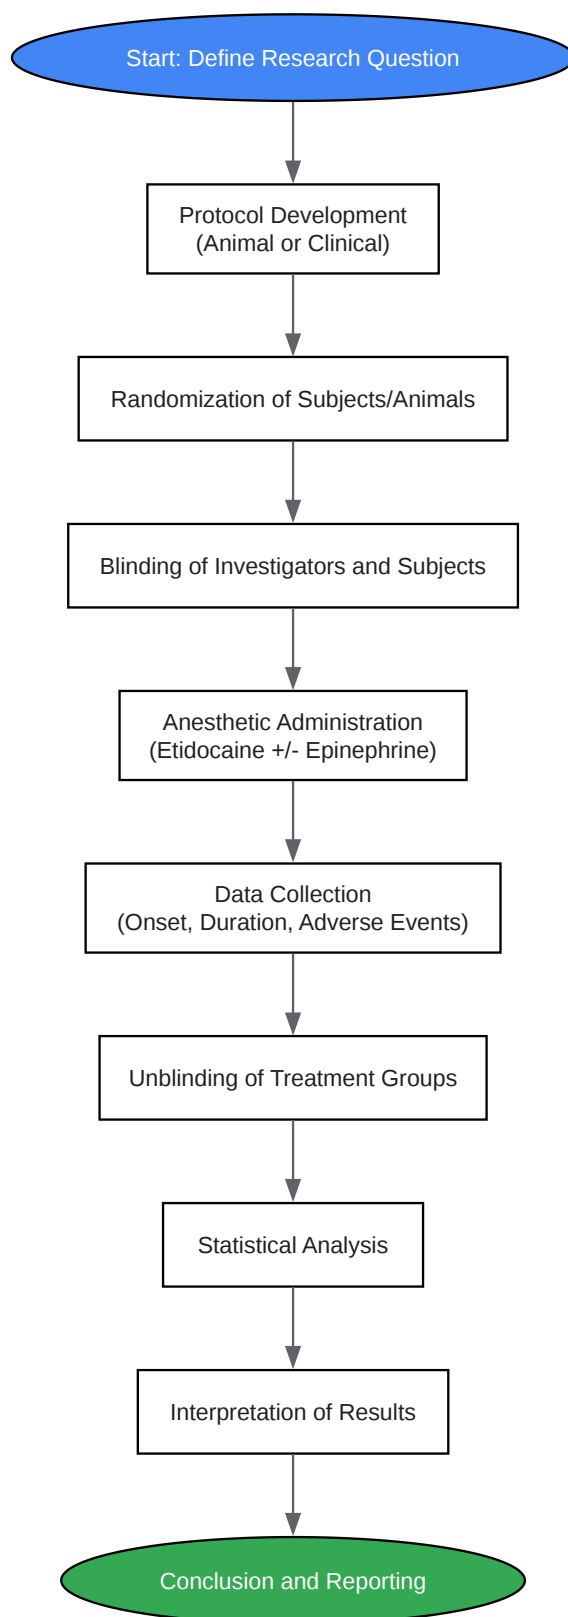 Start: Define Research Question
Protocol Development
(Animal or Clinical)
Randomization of Subjects/Animals
Blinding of Investigators and Subjects
Anesthetic Administration
(Etidocaine +/- Epinephrine)
Data Collection
(Onset, Duration, Adverse Events)
Unblinding of Treatment Groups
Statistical Analysis
Interpretation of Results
Conclusion and Reporting